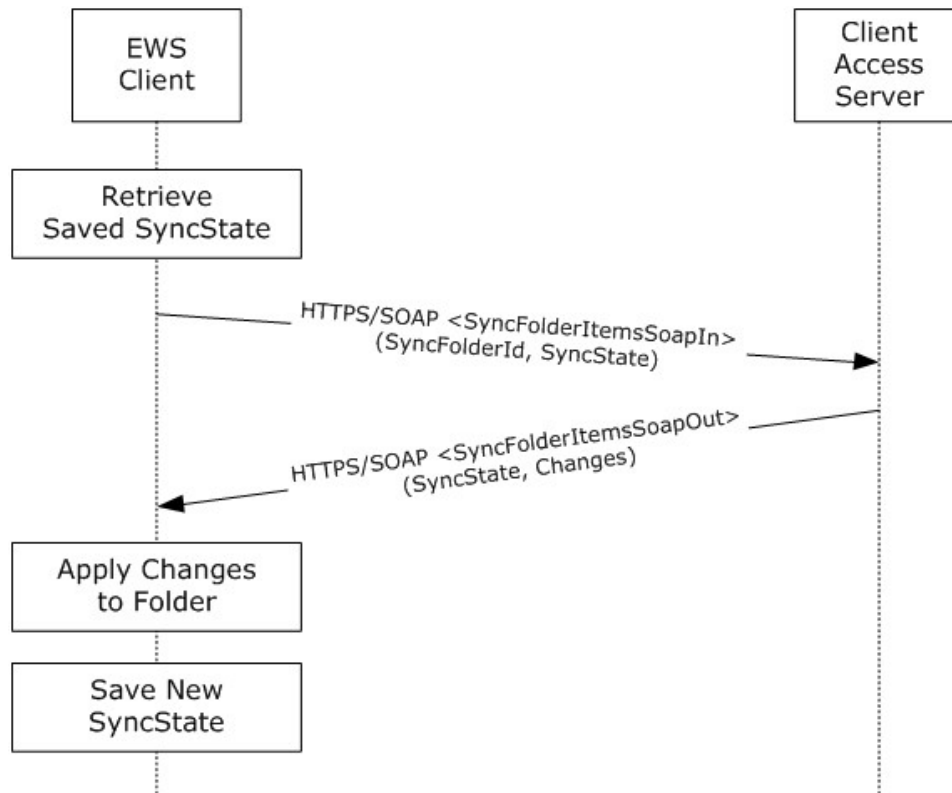 EWS
Client
Client
Access
Server
Retrieve
Saved SyncState
HTTPS/SOAP <SyncFolderItemsSoapIn>
(SyncFolderId, SyncState)
HTTPS/SOAP <SyncFolderItemsSoapOut>
(SyncState, Changes)
Apply Changes
to Folder
Save New
SyncState